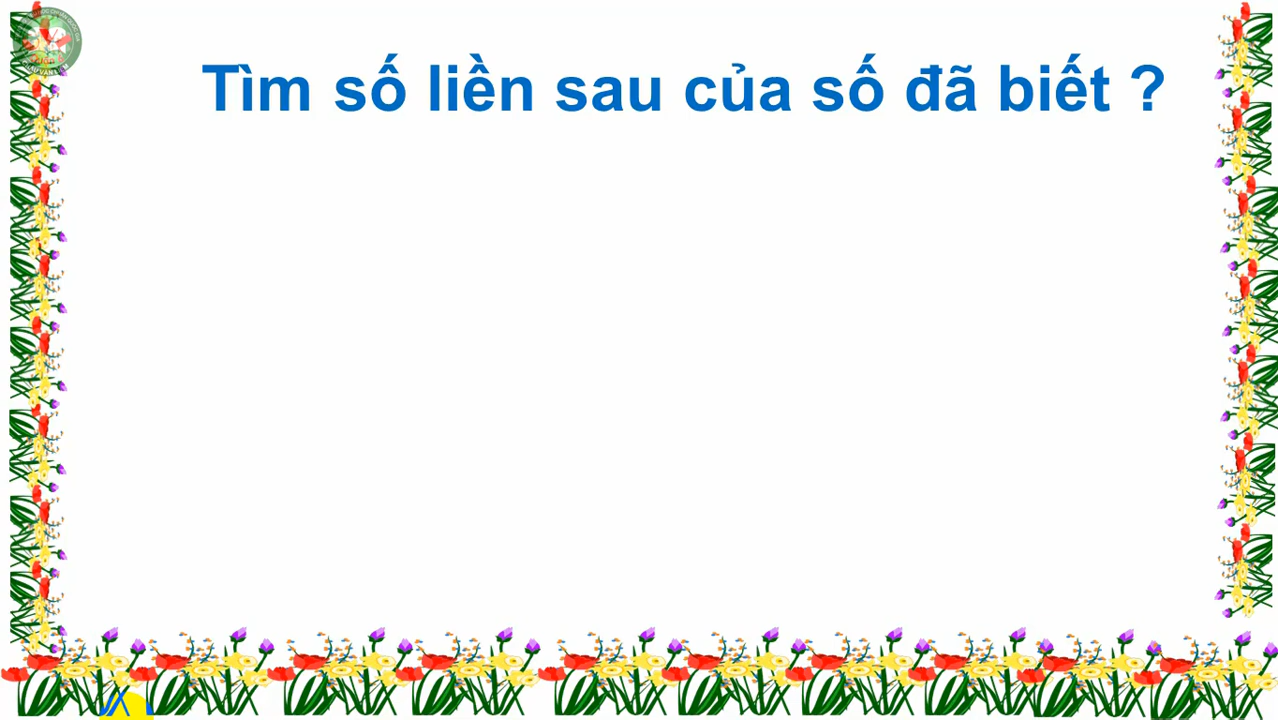 Tìm số liền sau của số đã biết ?